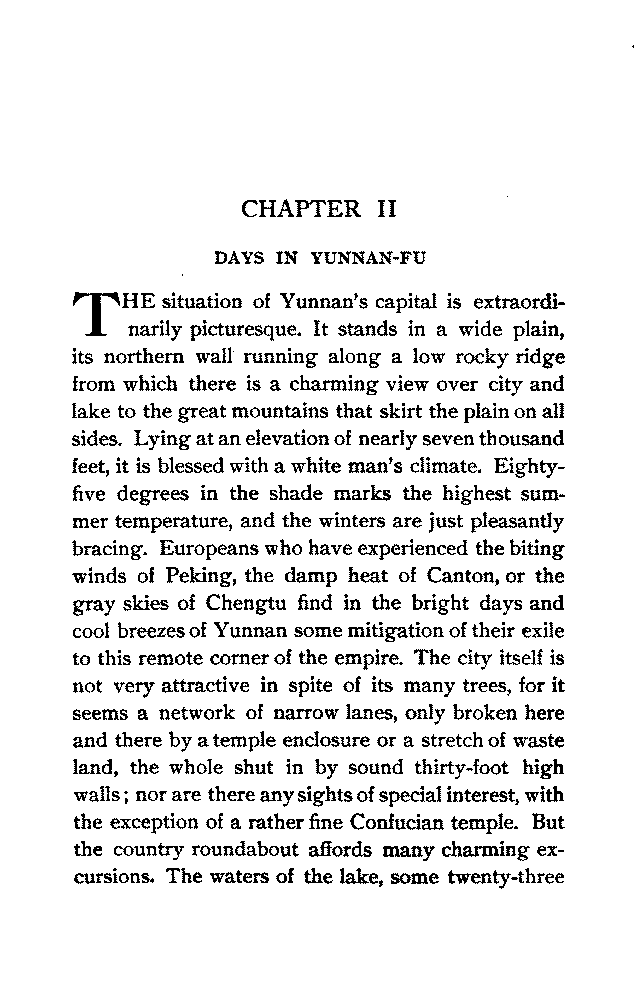 CHAPTER II
DAYS IN YUNNAN-FU
THE situation of Yunnan's capital is extraordi-
narily picturesque. It stands in a wide plain,
its northern wall running along a low rocky ridge
from which there is a charming view over city and
lake to the great mountains that skirt the plain on all
sides. Lying at an elevation of nearly seven thousand
feet, it is blessed with a white man's climate. Eighty-
five degrees in the shade marks the highest sum-
mer temperature, and the winters are just pleasantly
bracing. Europeans who have experienced the biting
winds of Peking, the damp heat of Canton, or the
gray skies of Chengtu find in the bright days and
cool breezes of Yunnan some mitigation of their exile
to this remote corner of the empire. The city itself is
not very attractive in spite of its many trees, for it
seems a network of narrow lanes, only broken here
and there by a temple enclosure or a stretch of waste
land, the whole shut in by sound thirty-foot high
walls; nor are there any sights of special interest, with
the exception of a rather fine Confucian temple. But
the country roundabout affords many charming ex-
cursions. The waters of the lake, some twenty-three